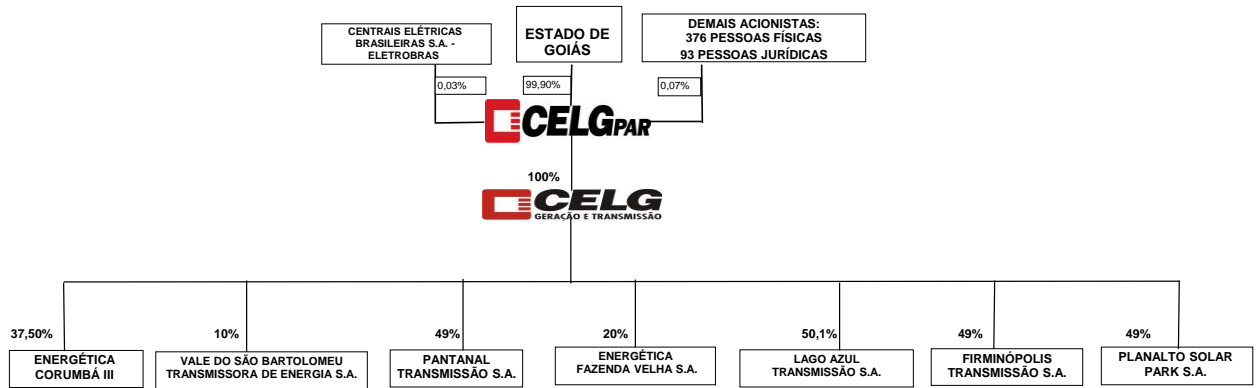 CENTRAIS ELÉTRICAS
BRASILEIRAS S.A. -
ELETROBRAS
ESTADO DE
GOIÁS
DEMAIS ACIONISTAS:
376 PESSOAS FÍSICAS
93 PESSOAS JURÍDICAS
0,03%
99,90%
0,07%
CELGPAR
100%
CELG
GERAÇÃO E TRANSMISSÃO
37,50%
ENERGÉTICA
CORUMBÁ III
10%
VALE DO SÃO BARTOLOMEU
TRANSMISSORA DE ENERGIA S.A.
49%
PANTANAL
TRANSMISSÃO S.A.
20%
ENERGÉTICA
FAZENDA VELHA S.A.
50,1%
LAGO AZUL
TRANSMISSÃO S.A.
49%
FIRMINÓPOLIS
TRANSMISSÃO S.A.
49%
PLANALTO SOLAR
PARK S.A.